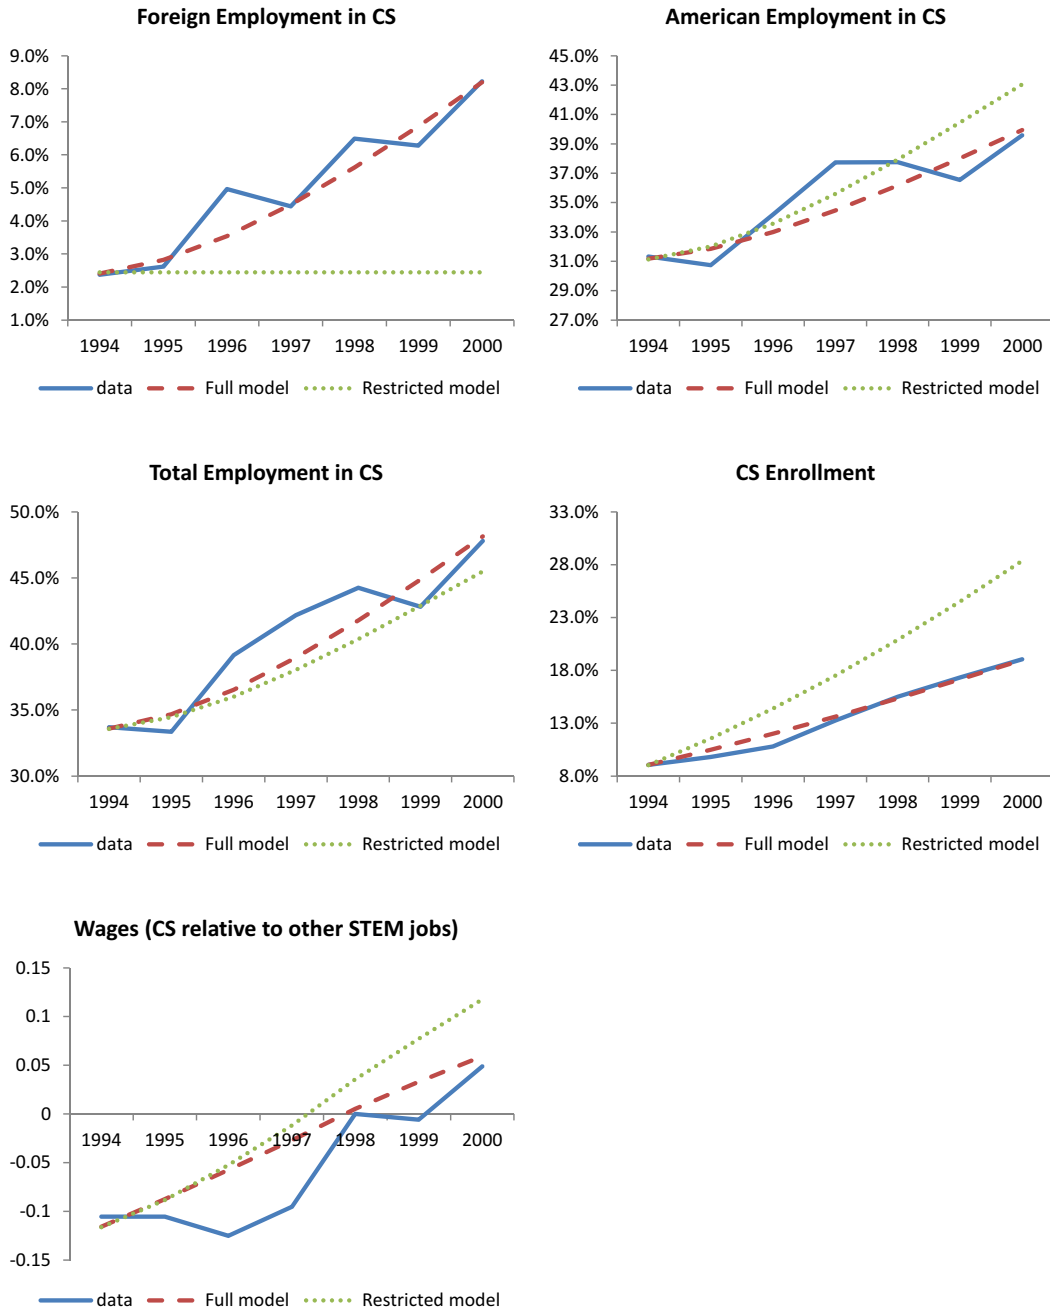 Foreign Employment in CS
9.0%
8.0%
7.0%
6.0%
5.0%
4.0%
3.0%
2.0%
1.0%
1994 1995 1996 1997 1998 1999 2000
data Full model Restricted model
American Employment in CS
45.0%
43.0%
41.0%
39.0%
37.0%
35.0%
33.0%
31.0%
29.0%
27.0%
1994 1995 1996 1997 1998 1999 2000
data Full model Restricted model
Total Employment in CS
50.0%
45.0%
40.0%
35.0%
30.0%
1994 1995 1996 1997 1998 1999 2000
data Full model Restricted model
CS Enrollment
33.0%
28.0%
23.0%
18.0%
13.0%
8.0%
1994 1995 1996 1997 1998 1999 2000
data Full model Restricted model
Wages (CS relative to other STEM jobs)
0.15
0.1
0.05
0
1994 1995 1996 1997 1998 1999 2000
-0.05
-0.1
-0.15
data Full model Restricted model